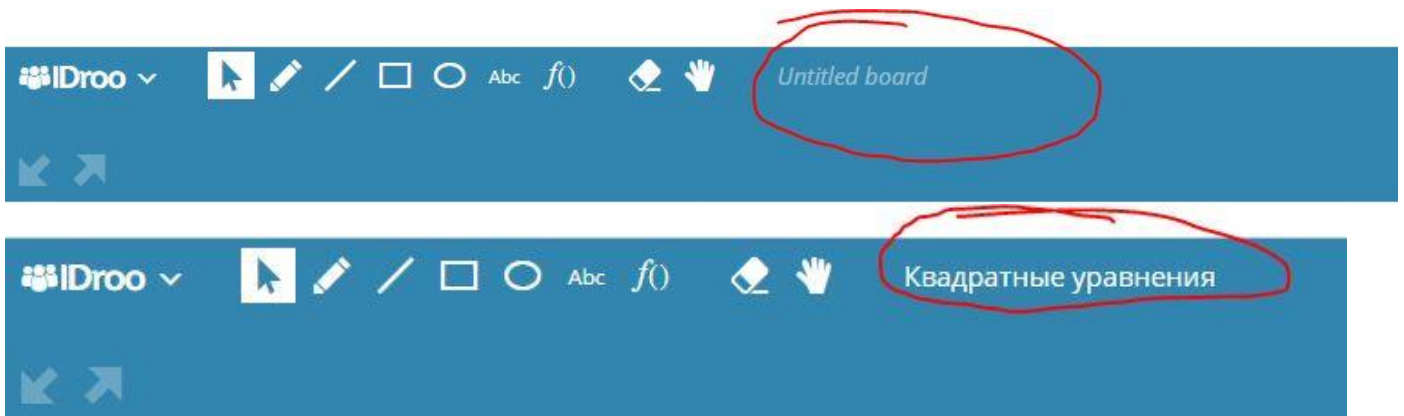 IDroo Abc f() Untitled board
IDroo Abc f() Квадратные уравнения